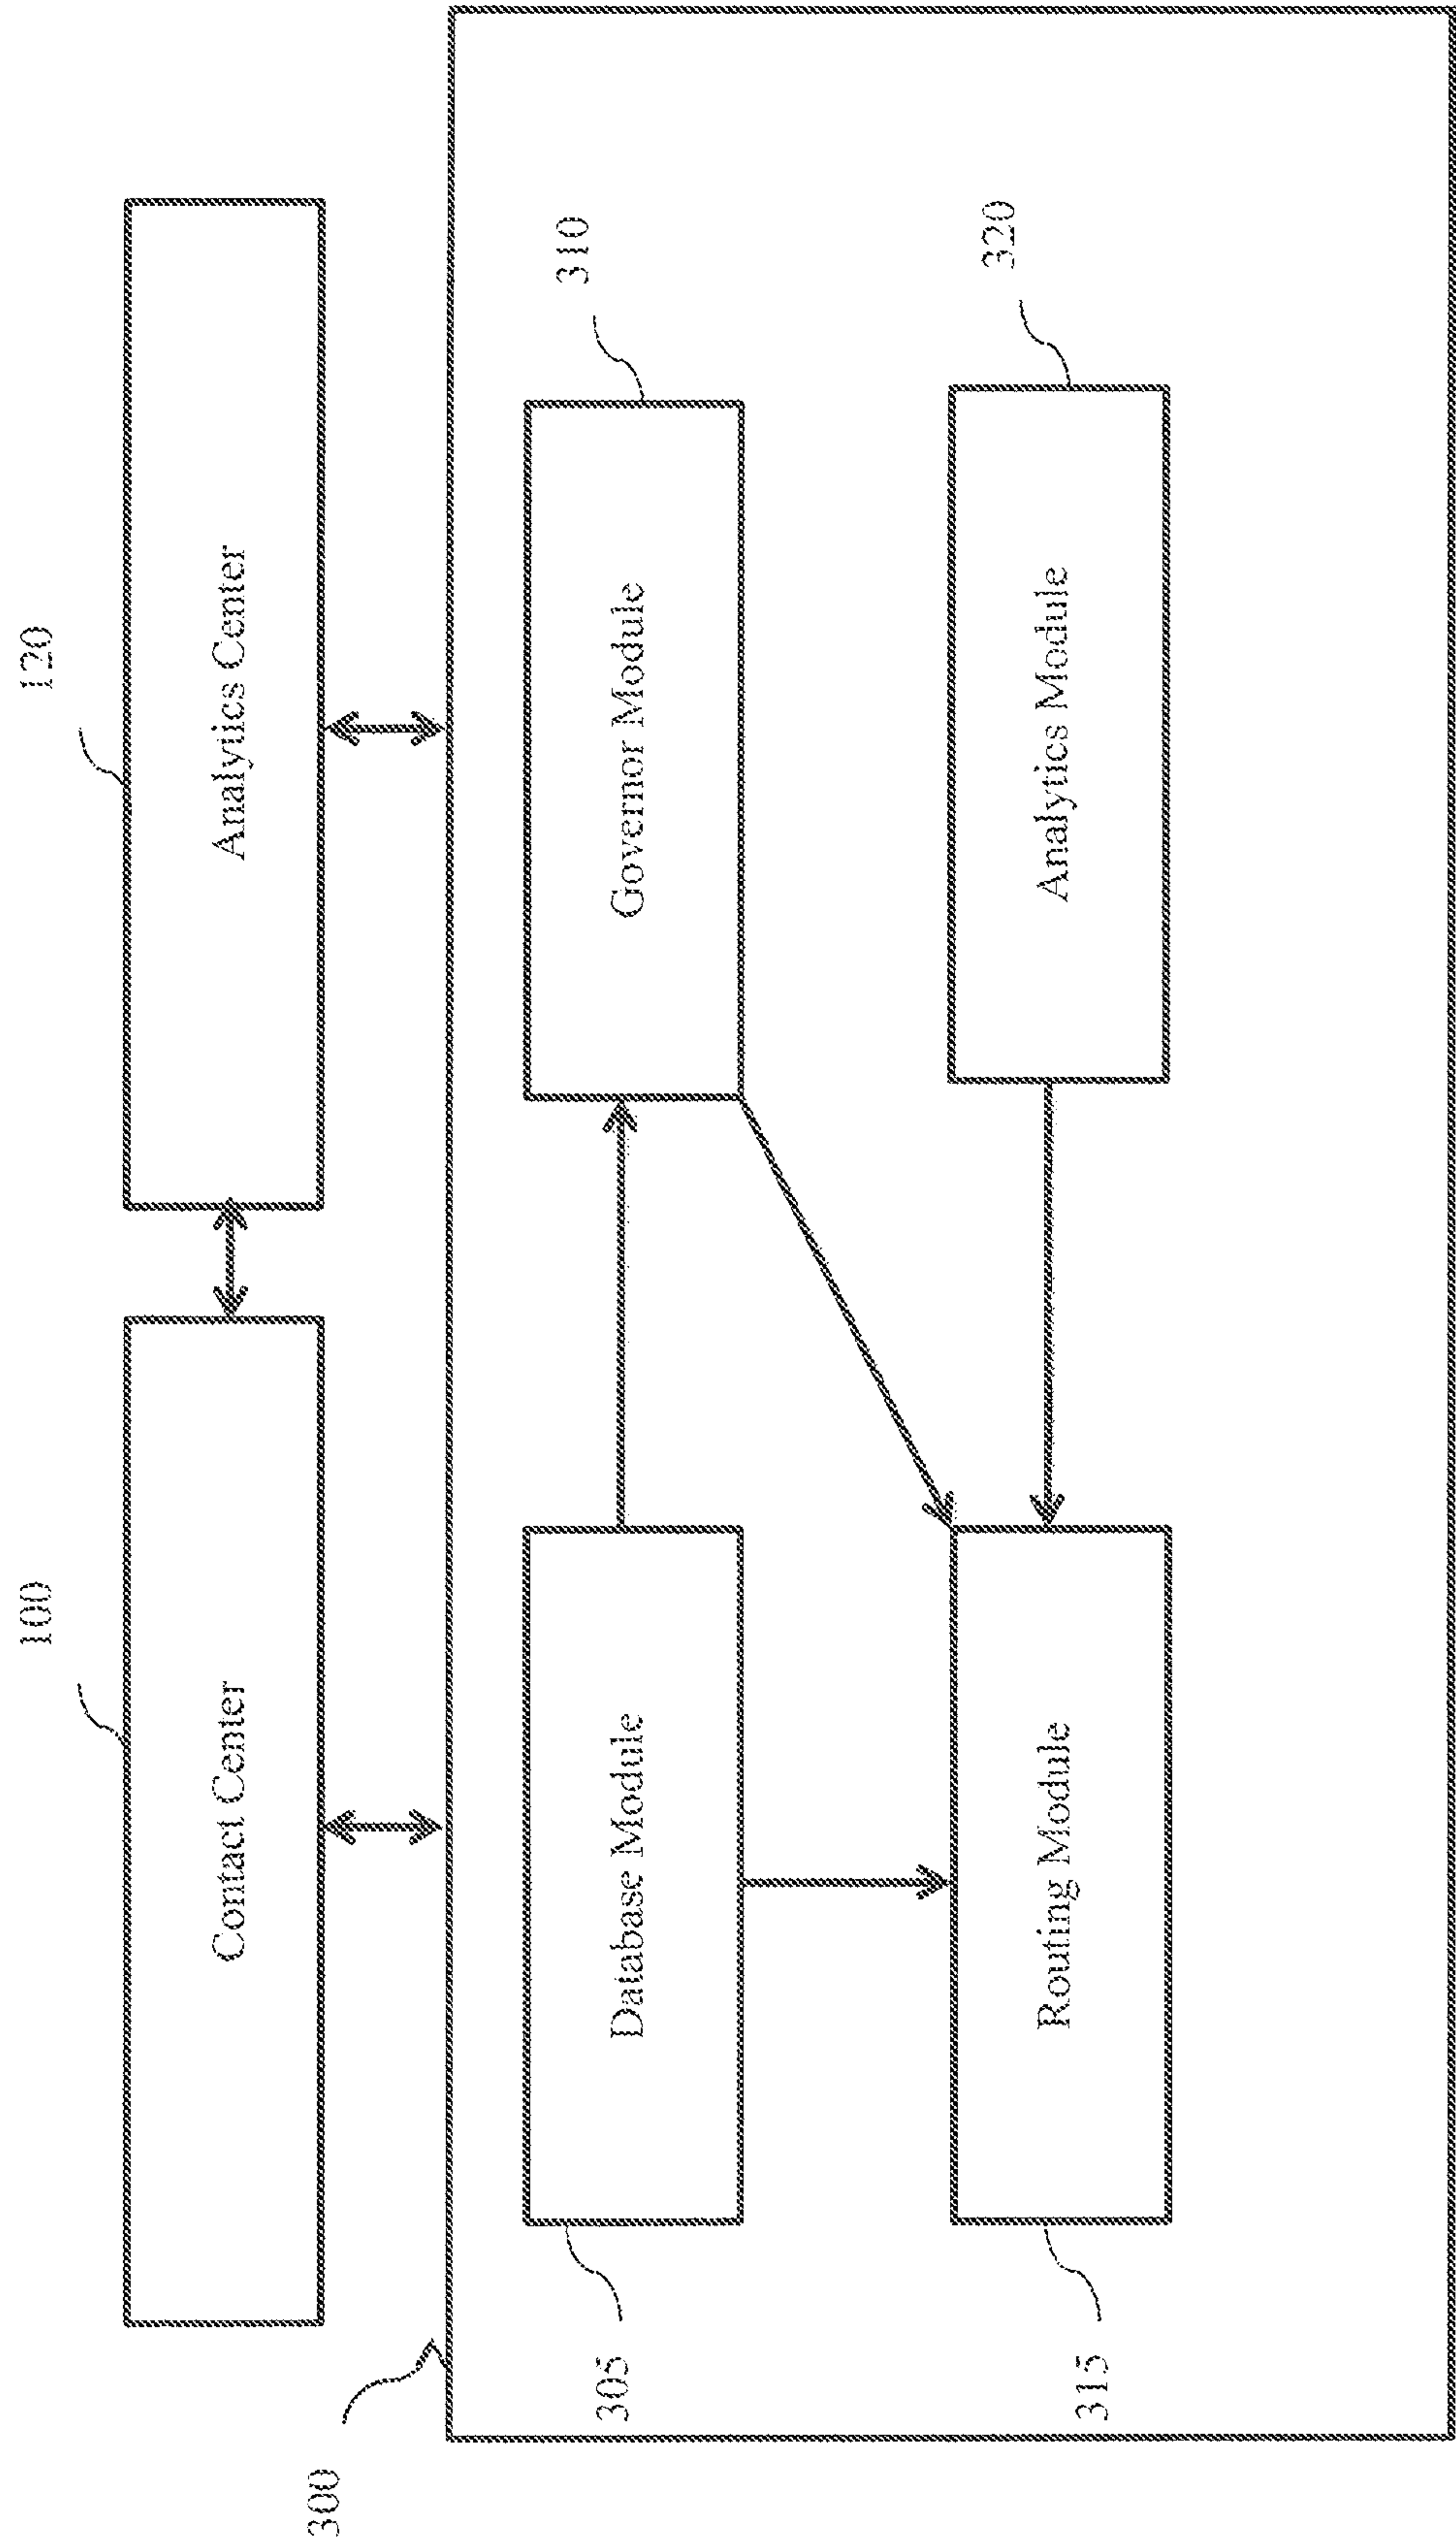 100
120
Contact Center
Analytics Center
300
310
Database Module
Governor Module
305
320
Routing Module
Analytics Module
315